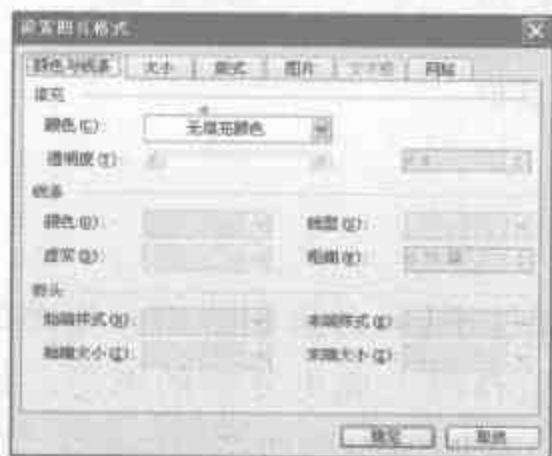 设置图片格式
颜色与线条 大小 版式 图片 文本框 网站
填充
颜色(C): 无填充颜色
透明度(T):
线条
颜色(O): 线型(S):
虚实(D): 粗细(W):
箭头
始端样式(B): 末端样式(E):
始端大小(I): 末端大小(Z):
确定 取消